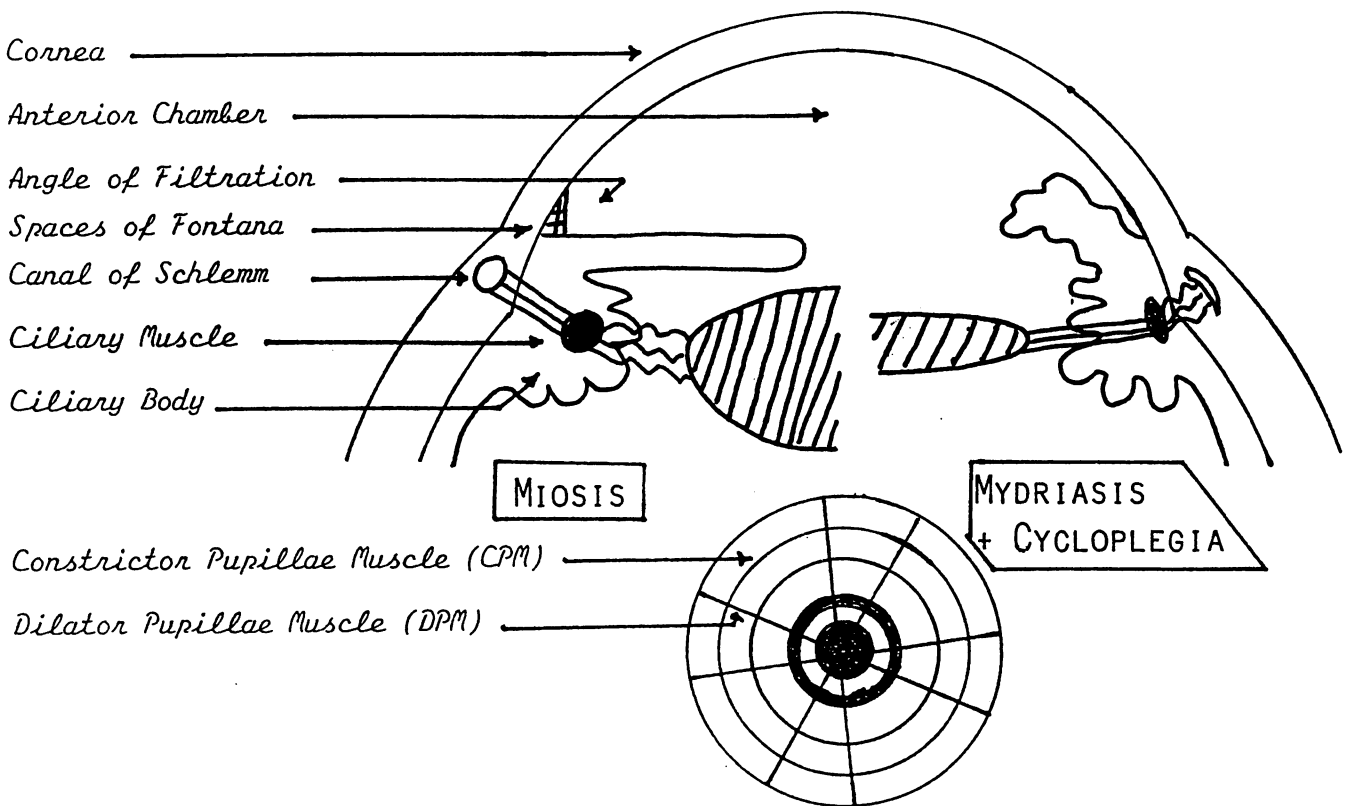 Cornea
Anterior Chamber
Angle of Filtration
Spaces of Fontana
Canal of Schlemm
Ciliary Muscle
Ciliary Body
MIOSIS
MYDRIASIS
+ CYCLOPLEGIA
Constrictor Pupillae Muscle (CPM)
Dilator Pupillae Muscle (DPM)